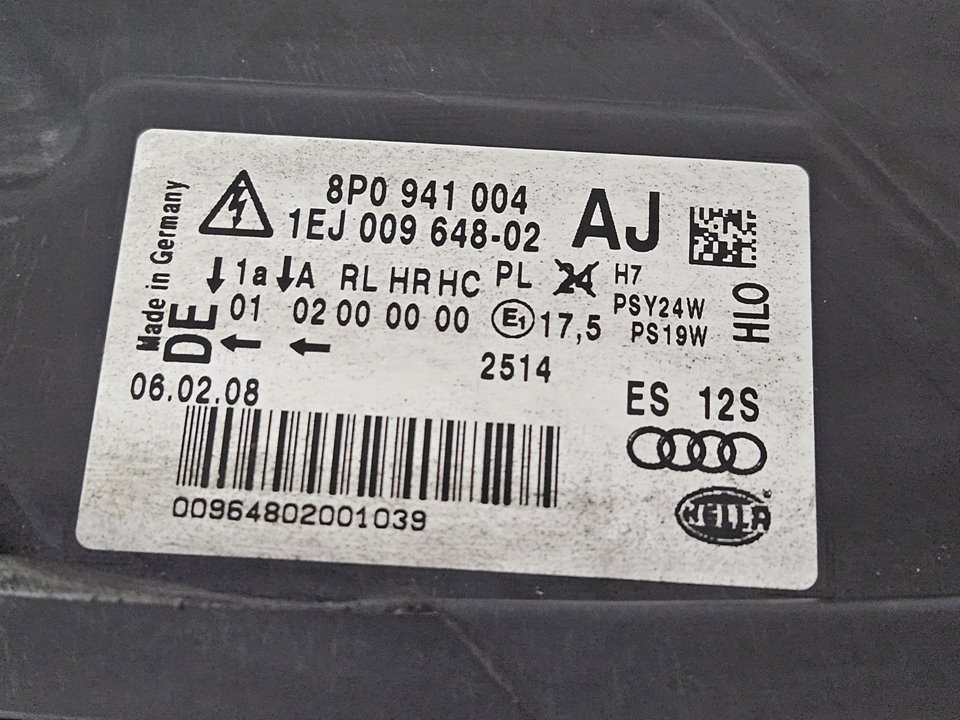 Made in Germany
DE
8P0 941 004
1EJ 009 648-02
AJ
↓1a ↓A RL HR HC PL 24 H7
01 02 00 00 00 E1 17,5 PSY24W
← ← PS19W
HLO
2514
06.02.08
ES 12S
00964802001039
HELLA